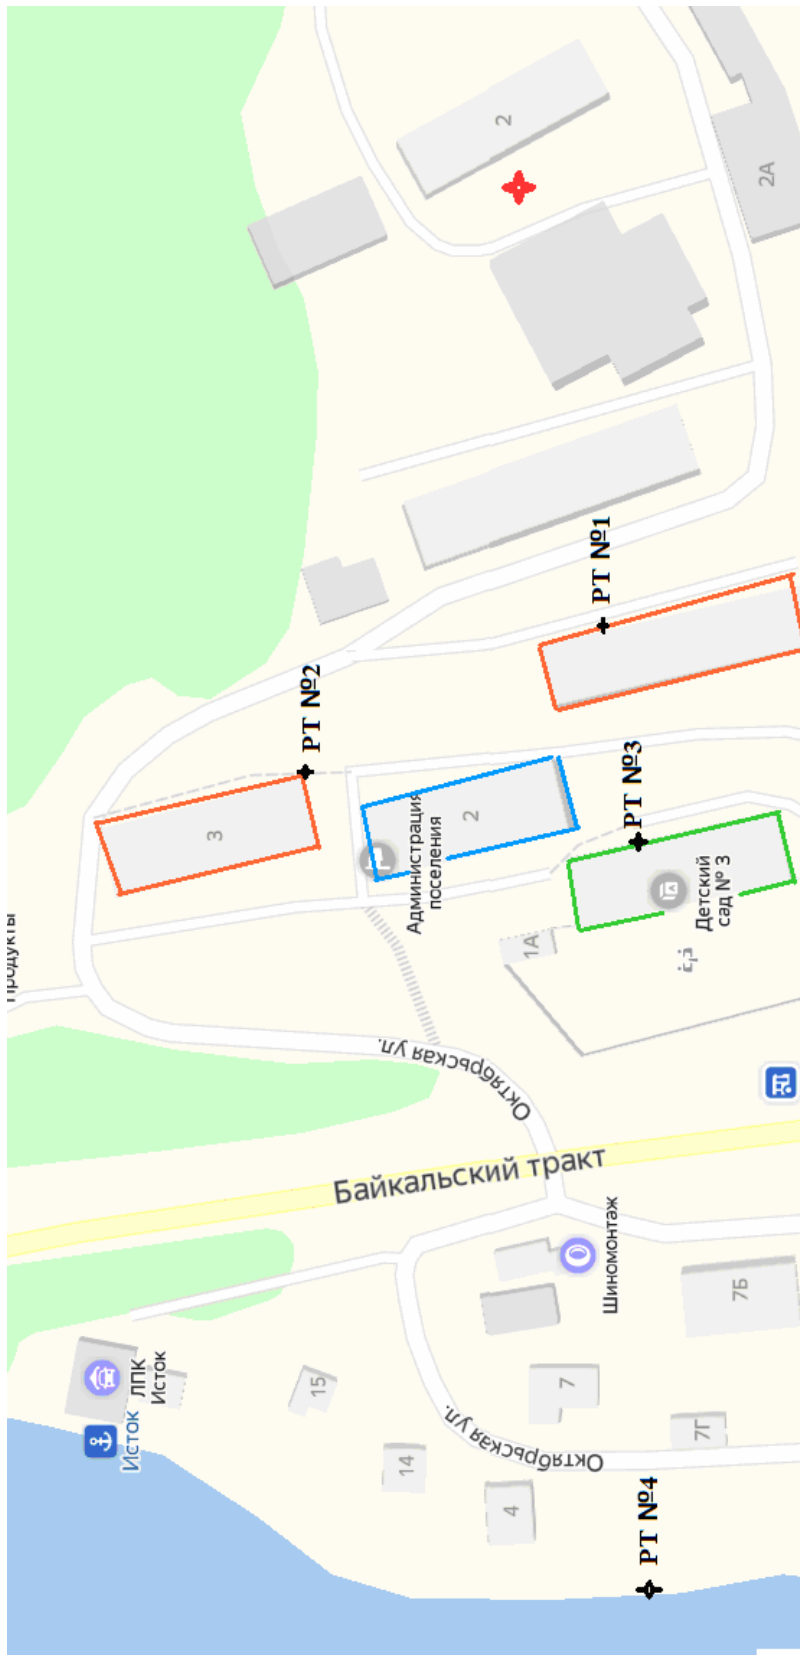 2
2А
РТ №1
РТ №2
РТ №3
3
2
Администрация
поселения
Детский
сад № 3
1А
Продукты
Октябрьская ул.
Байкальский тракт
Шиномонтаж
7Б
ЛПК
Исток
Исток
15
7
Октябрьская ул.
7Г
14
4
РТ №4